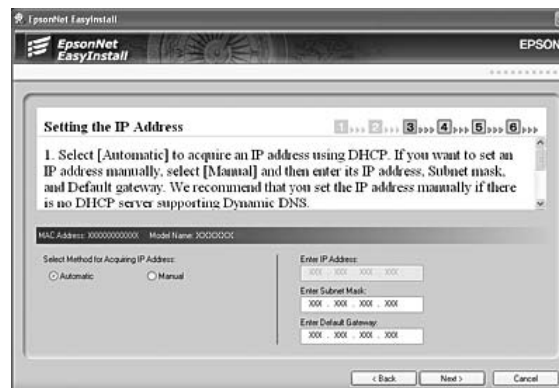 EpsonNet EasyInstall
EpsonNet
EasyInstall
EPSON
Setting the IP Address
1 2 3 4 5 6
1. Select [Automatic] to acquire an IP address using DHCP. If you want to set an
IP address manually, select [Manual] and then enter its IP address, Subnet mask,
and Default gateway. We recommend that you set the IP address manually if there
is no DHCP server supporting Dynamic DNS.
MAC Address: XXXXXXXXXXXX Model Name: XXXXXXX
Select Method for Acquiring IP Address:
Automatic
Manual
Enter IP Address:
XXX . XXX . XXX . XXX
Enter Subnet Mask:
XXX . XXX . XXX . XXX
Enter Default Gateway:
XXX . XXX . XXX . XXX
< Back
Next >
Cancel